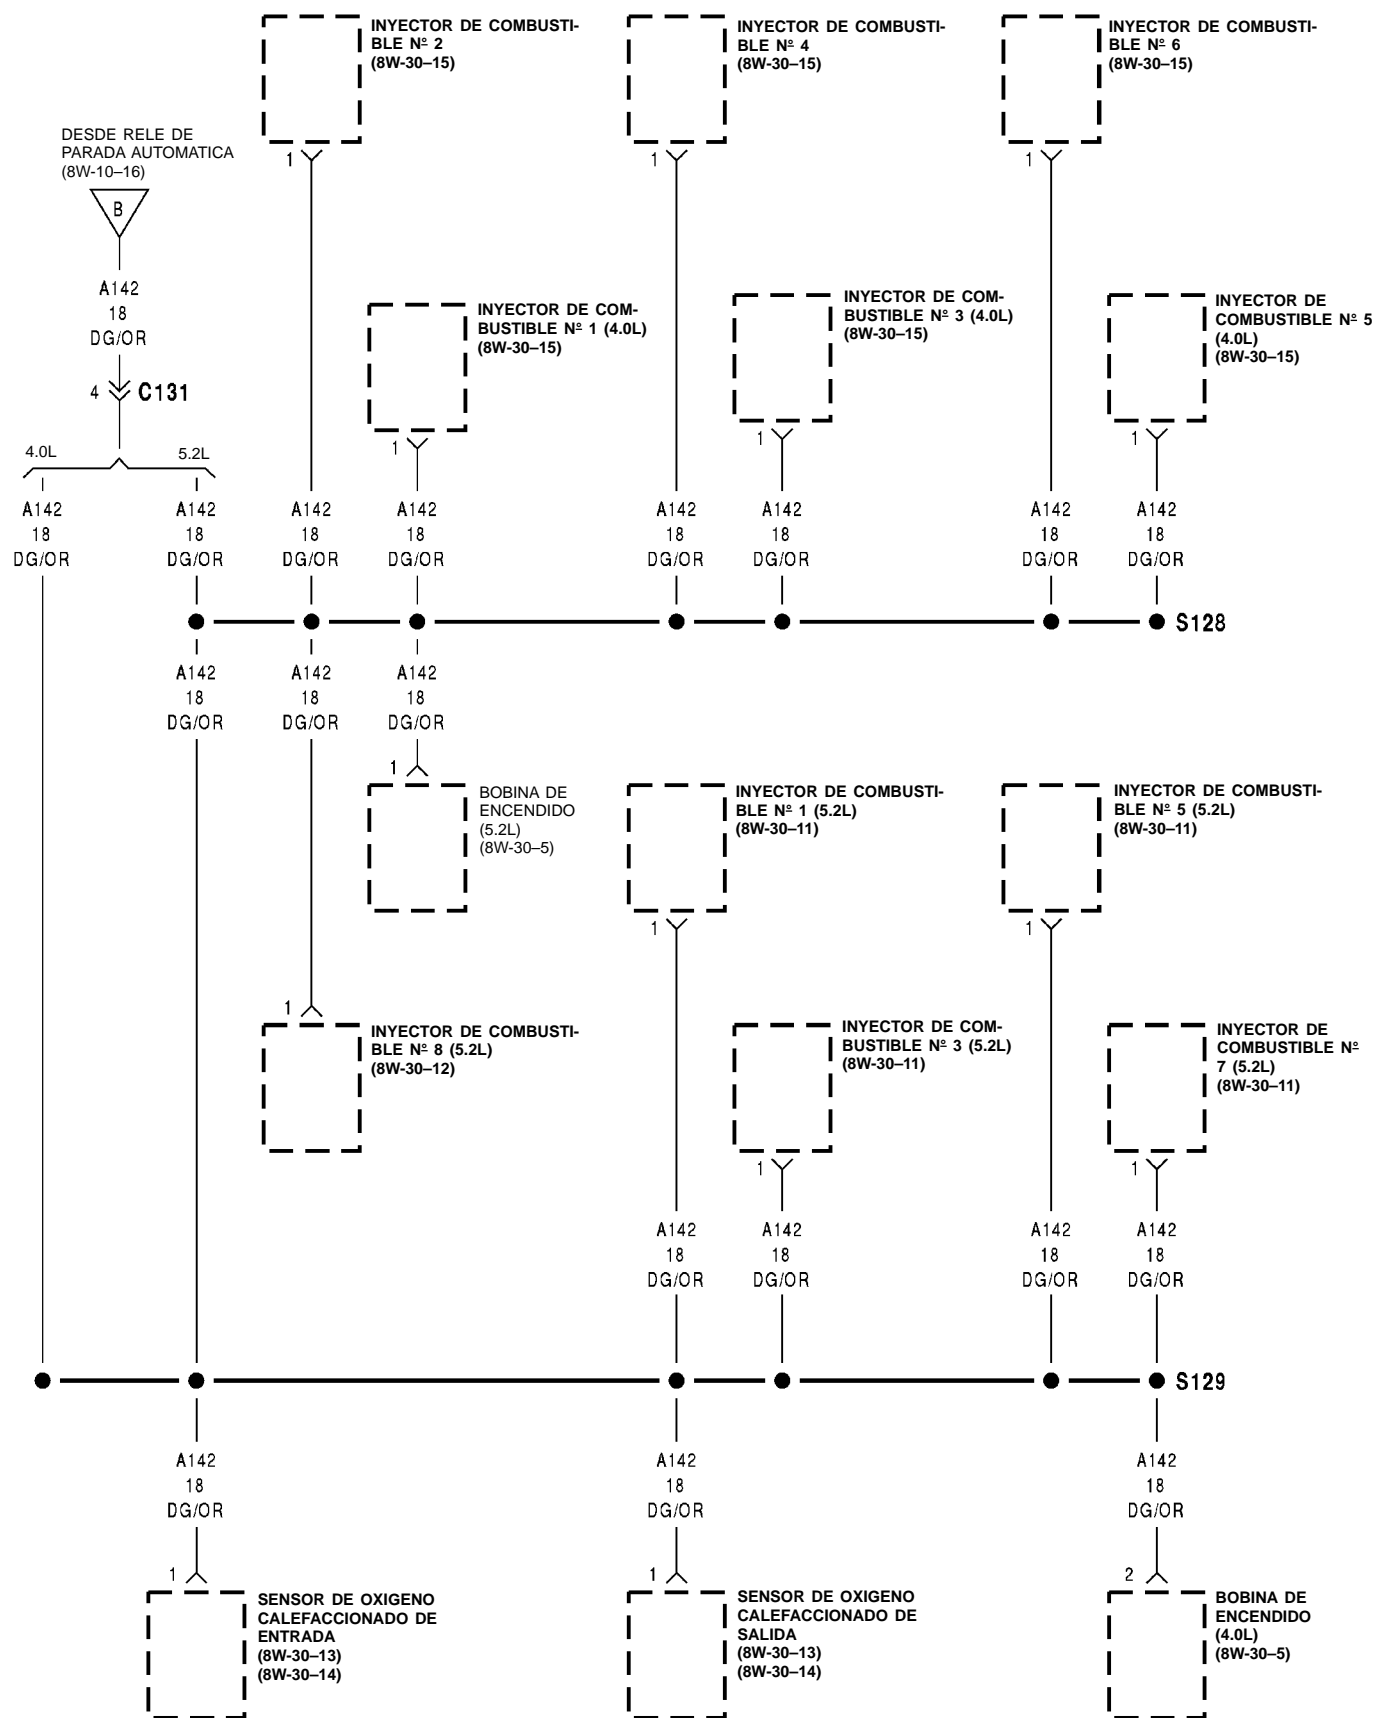 INYECTOR DE COMBUSTI-
BLE Nº 2
(8W-30–15)
INYECTOR DE COMBUSTI-
BLE Nº 4
(8W-30–15)
INYECTOR DE COMBUSTI-
BLE Nº 6
(8W-30–15)
DESDE RELE DE
PARADA AUTOMATICA
(8W-10–16)
B
1
1
1
A142
18
DG/OR
4
C131
INYECTOR DE COM-
BUSTIBLE Nº 1 (4.0L)
(8W-30–15)
INYECTOR DE COM-
BUSTIBLE Nº 3 (4.0L)
(8W-30–15)
INYECTOR DE
COMBUSTIBLE Nº 5
(4.0L)
(8W-30–15)
1
1
1
4.0L
5.2L
A142
18
DG/OR
A142
18
DG/OR
A142
18
DG/OR
A142
18
DG/OR
A142
18
DG/OR
A142
18
DG/OR
A142
18
DG/OR
A142
18
DG/OR
S128
A142
18
DG/OR
A142
18
DG/OR
A142
18
DG/OR
1
BOBINA DE
ENCENDIDO
(5.2L)
(8W-30–5)
INYECTOR DE COMBUSTI-
BLE Nº 1 (5.2L)
(8W-30–11)
INYECTOR DE COMBUSTI-
BLE Nº 5 (5.2L)
(8W-30–11)
1
1
1
INYECTOR DE COMBUSTI-
BLE Nº 8 (5.2L)
(8W-30–12)
INYECTOR DE COM-
BUSTIBLE Nº 3 (5.2L)
(8W-30–11)
INYECTOR DE
COMBUSTIBLE Nº
7 (5.2L)
(8W-30–11)
1
1
A142
18
DG/OR
A142
18
DG/OR
A142
18
DG/OR
A142
18
DG/OR
S129
A142
18
DG/OR
A142
18
DG/OR
A142
18
DG/OR
1
1
2
SENSOR DE OXIGENO
CALEFACCIONADO DE
ENTRADA
(8W-30–13)
(8W-30–14)
SENSOR DE OXIGENO
CALEFACCIONADO DE
SALIDA
(8W-30–13)
(8W-30–14)
BOBINA DE
ENCENDIDO
(4.0L)
(8W-30–5)